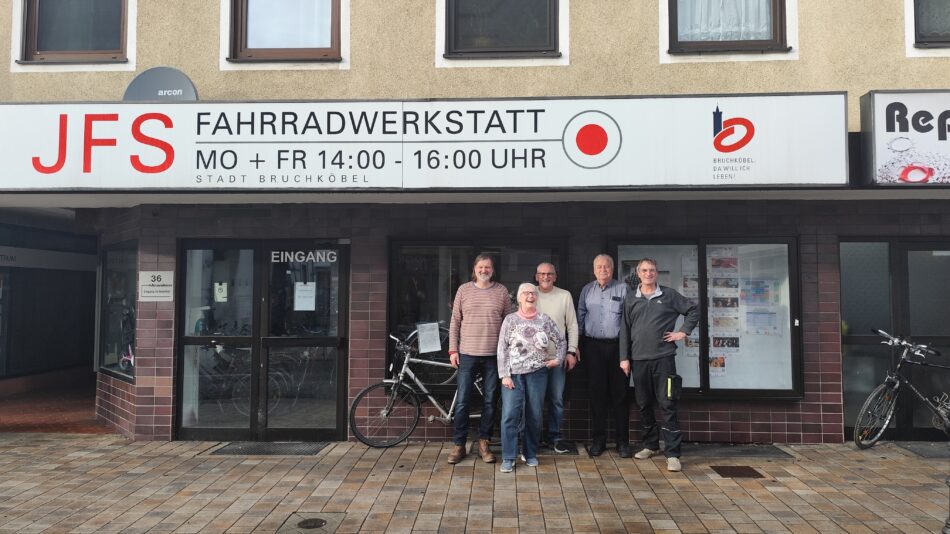 arcon
JFS
FAHRRADWERKSTATT
MO + FR 14:00 - 16:00 UHR
STADT BRUCHKÖBEL
BRUCHKÖBEL.
DA WILL ICH
LEBEN!
Rep
EINGANG
36